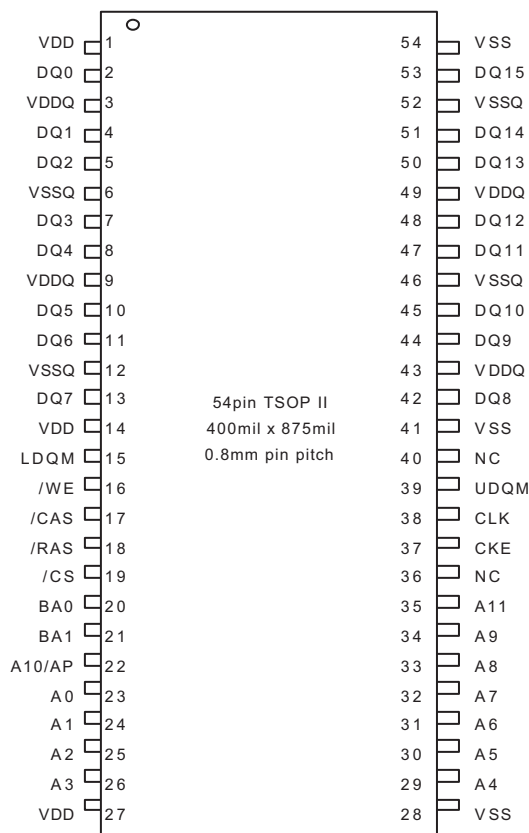 VDD 1 54 VSS
DQ0 2 53 DQ15
VDDQ 3 52 VSSQ
DQ1 4 51 DQ14
DQ2 5 50 DQ13
VSSQ 6 49 VDDQ
DQ3 7 48 DQ12
DQ4 8 47 DQ11
VDDQ 9 46 VSSQ
DQ5 10 45 DQ10
DQ6 11 44 DQ9
VSSQ 12 43 VDDQ
DQ7 13 42 DQ8
54pin TSOP II
VDD 14 41 VSS
400mil x 875mil
LDQM 15 40 NC
0.8mm pin pitch
/WE 16 39 UDQM
/CAS 17 38 CLK
/RAS 18 37 CKE
/CS 19 36 NC
BA0 20 35 A11
BA1 21 34 A9
A10/AP 22 33 A8
A0 23 32 A7
A1 24 31 A6
A2 25 30 A5
A3 26 29 A4
VDD 27 28 VSS